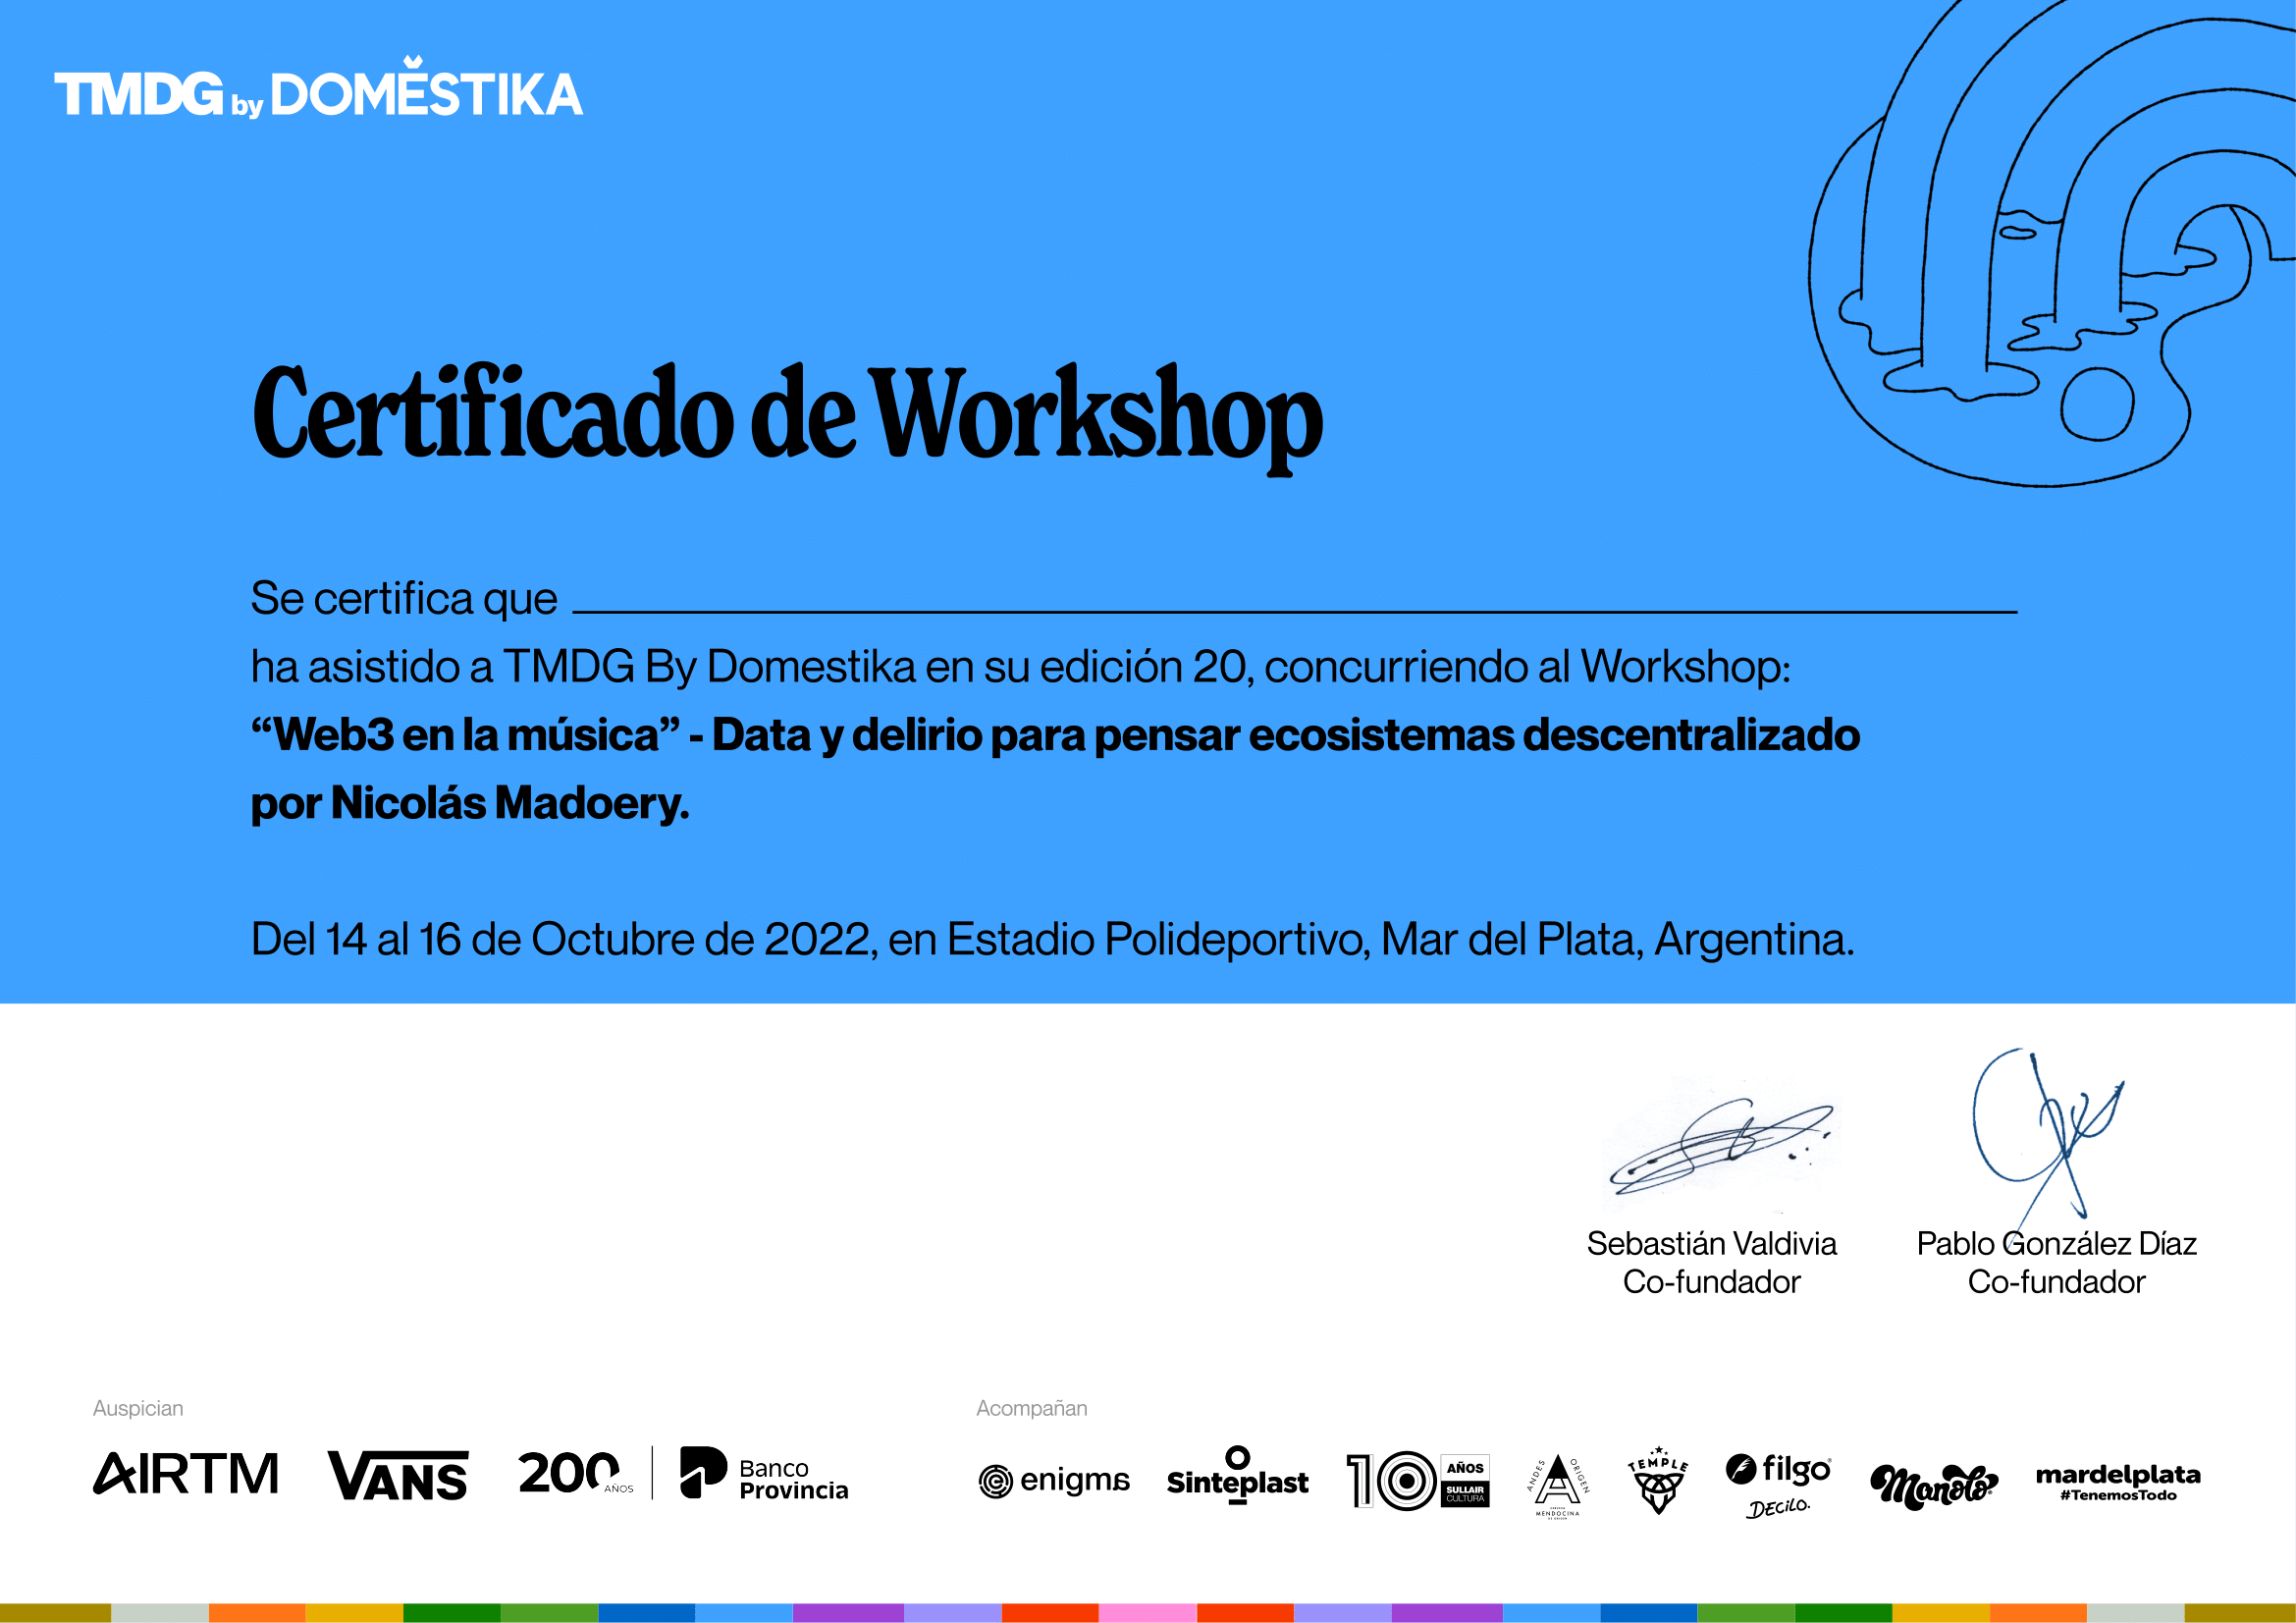 TMDG by DOMĚSTIKA
Certificado de Workshop
Se certifica que
ha asistido a TMDG By Domestika en su edición 20, concurriendo al Workshop:
“Web3 en la música” - Data y delirio para pensar ecosistemas descentralizado
por Nicolás Madoery.
Del 14 al 16 de Octubre de 2022, en Estadio Polideportivo, Mar del Plata, Argentina.
Sebastián Valdivia
Co-fundador
Pablo González Díaz
Co-fundador
Auspician
AIRTM
VANS
200 AÑOS
Banco
Provincia
Acompañan
enigma
Sinteplast
10
AÑOS
SULLAIR
CULTURA
ANDES ORIGEN
MENDOCINA
TEMPLE
filgo®
DECiLO.
Manolo®
mardelplata
#TenemosTodo